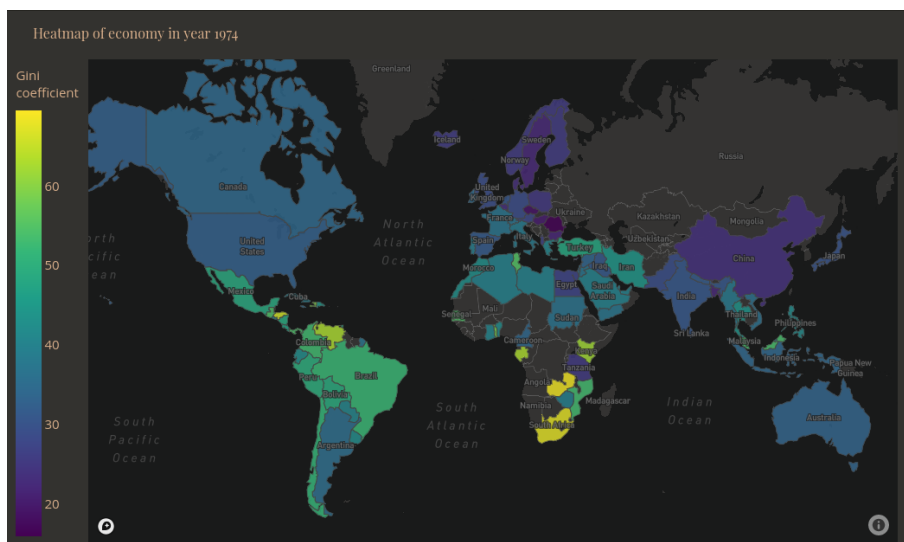 Heatmap of economy in year 1974
Gini
coefficient
60
50
40
30
20
Greenland
Iceland
Sweden
Norway
Russia
Canada
United
Kingdom
Ukraine
Kazakhstan
Mongolia
France
Uzbekistan
Italy
North
Atlantic
Ocean
United
States
Spain
Turkey
China
Japan
Morocco
Iraq
Iran
Egypt
Saudi
Arabia
India
Mexico
Cuba
Mali
Sudan
Senegal
Thailand
Philippines
Cameroon
Sri Lanka
Malaysia
Colombia
Indonesia
Tanzania
Papua New
Guinea
Peru
Brazil
Angola
Bolivia
Madagascar
Namibia
Indian
Ocean
South
Pacific
Ocean
South
Atlantic
Ocean
South Africa
Australia
Argentina